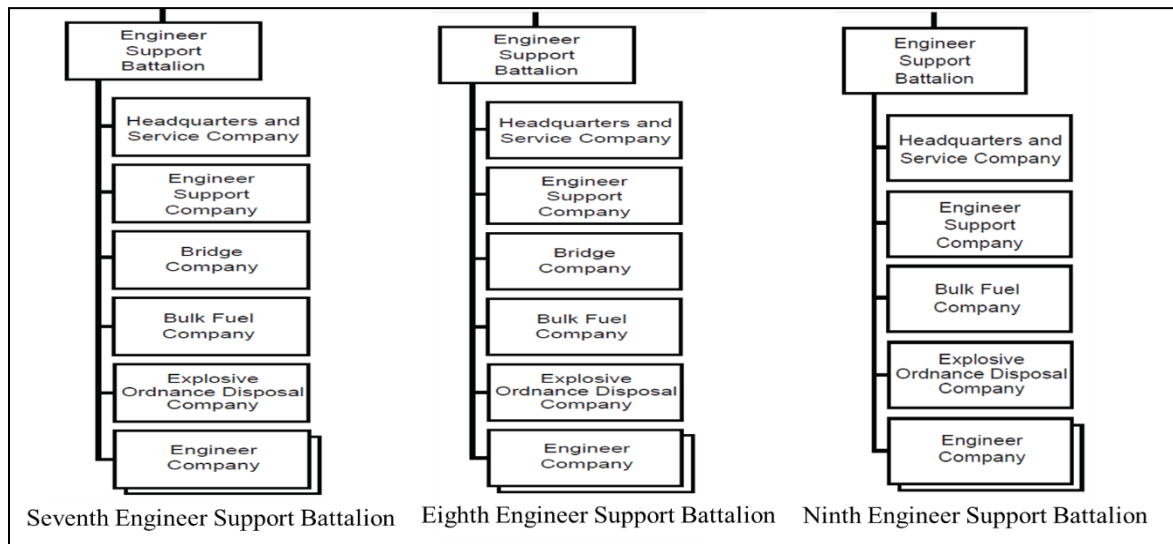 Engineer
Support
Battalion
Headquarters and
Service Company
Engineer
Support
Company
Bridge
Company
Bulk Fuel
Company
Explosive
Ordnance Disposal
Company
Engineer
Company
Seventh Engineer Support Battalion
Engineer
Support
Battalion
Headquarters and
Service Company
Engineer
Support
Company
Bridge
Company
Bulk Fuel
Company
Explosive
Ordnance Disposal
Company
Engineer
Company
Eighth Engineer Support Battalion
Engineer
Support
Battalion
Headquarters and
Service Company
Engineer
Support
Company
Bulk Fuel
Company
Explosive
Ordnance Disposal
Company
Engineer
Company
Ninth Engineer Support Battalion